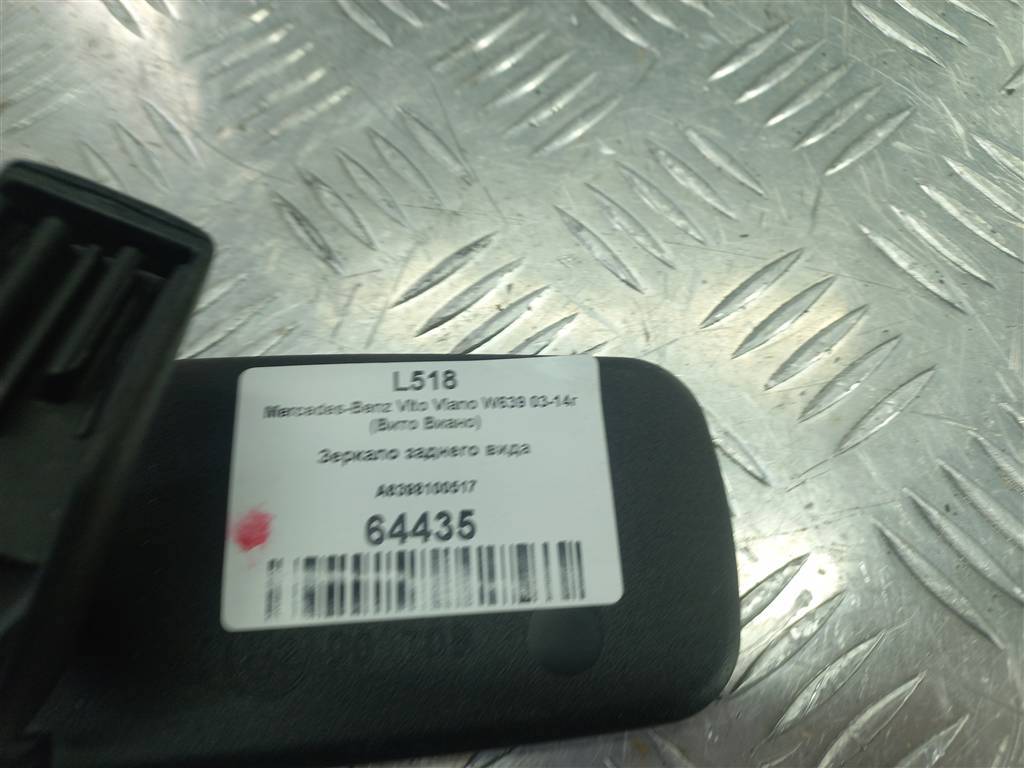 L518
Mercedes-Benz Vito Viano W639 03-14г
(Вито Виано)
Зеркало заднего вида
A6398100517
64435